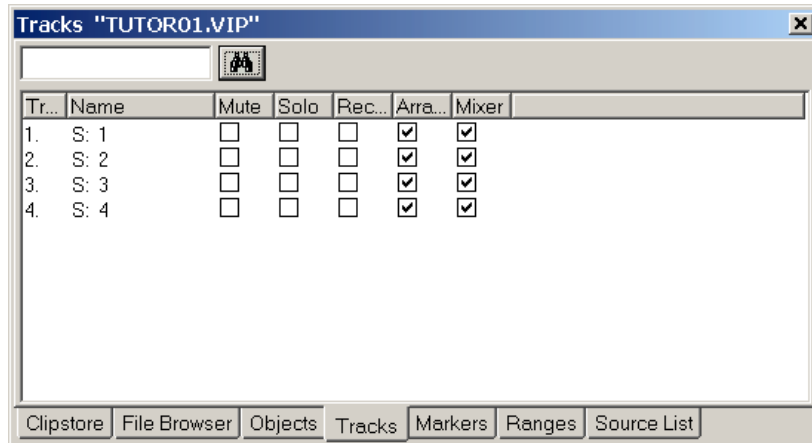 Tracks "TUTOR01.VIP"
Tr... Name Mute Solo Rec... Arra... Mixer
1. S: 1
2. S: 2
3. S: 3
4. S: 4
Clipstore File Browser Objects Tracks Markers Ranges Source List